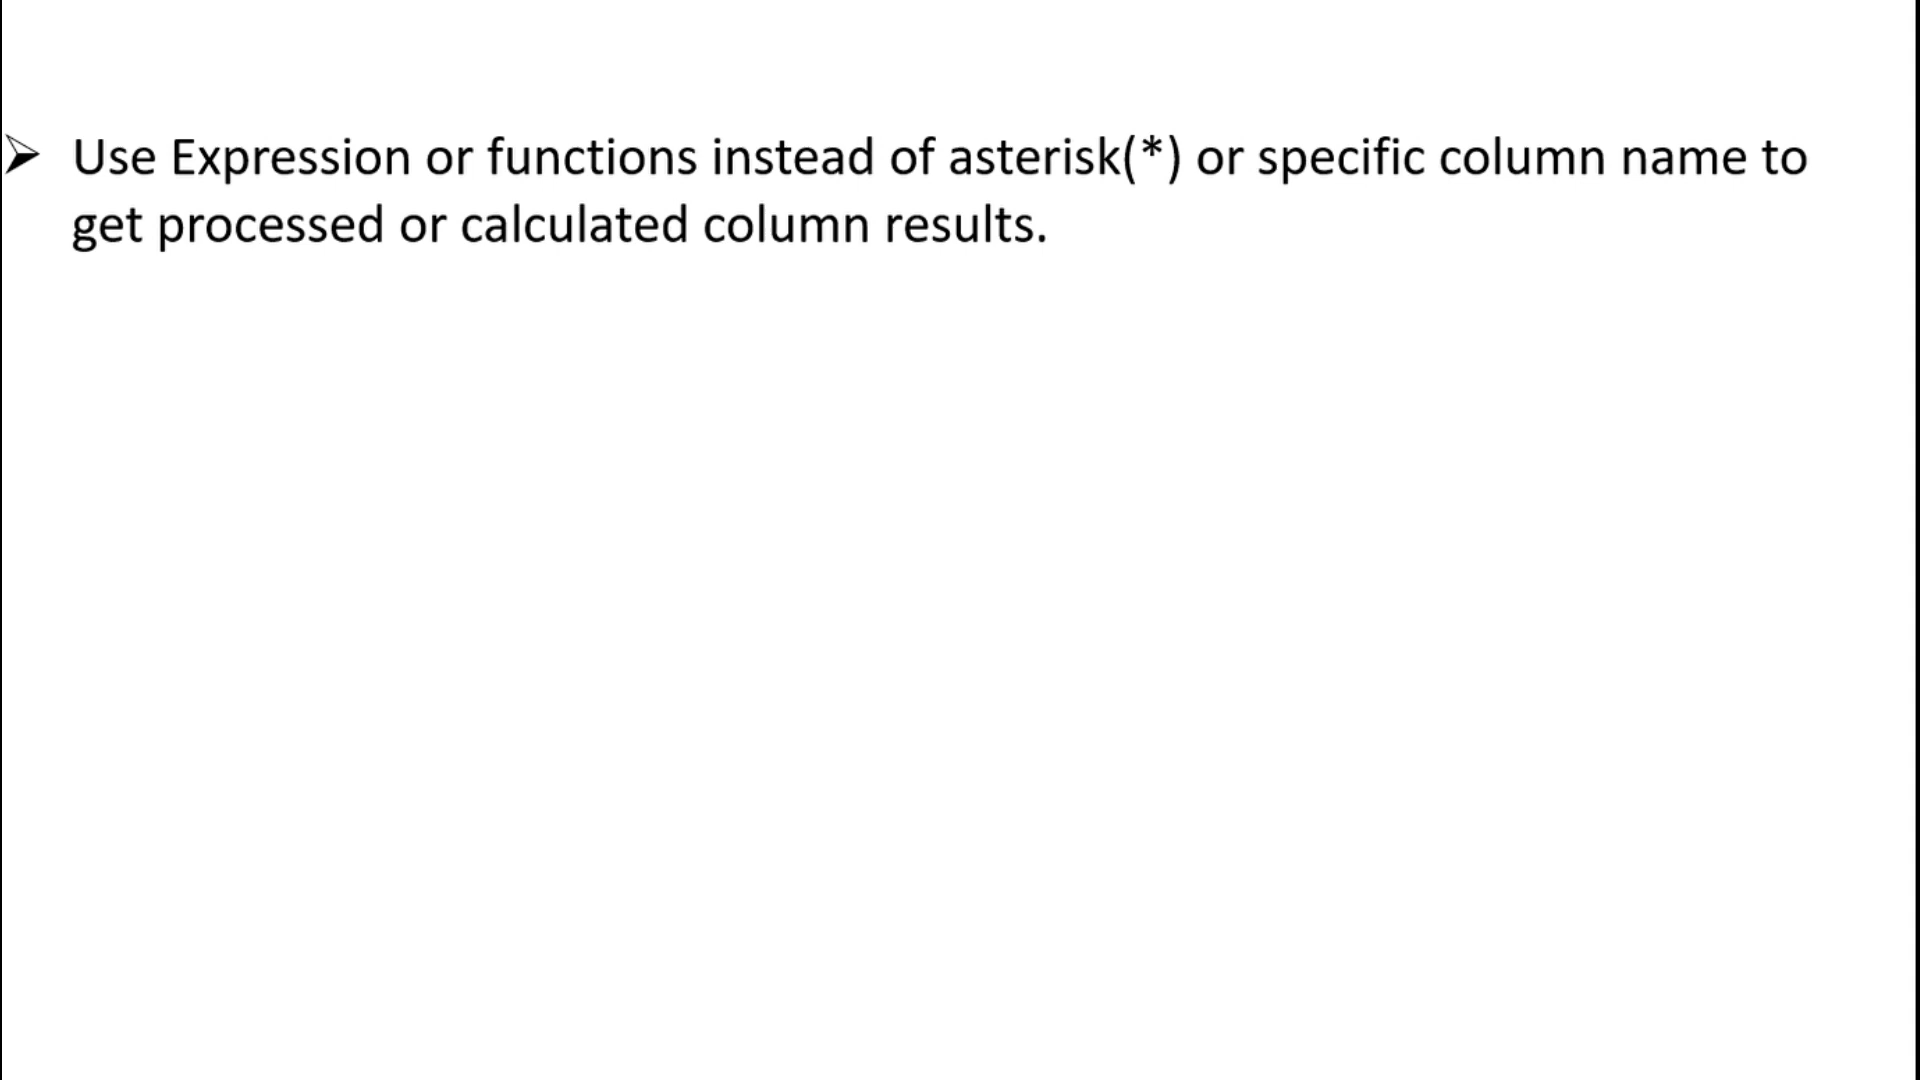 ➢ Use Expression or functions instead of asterisk(*) or specific column name to
get processed or calculated column results.